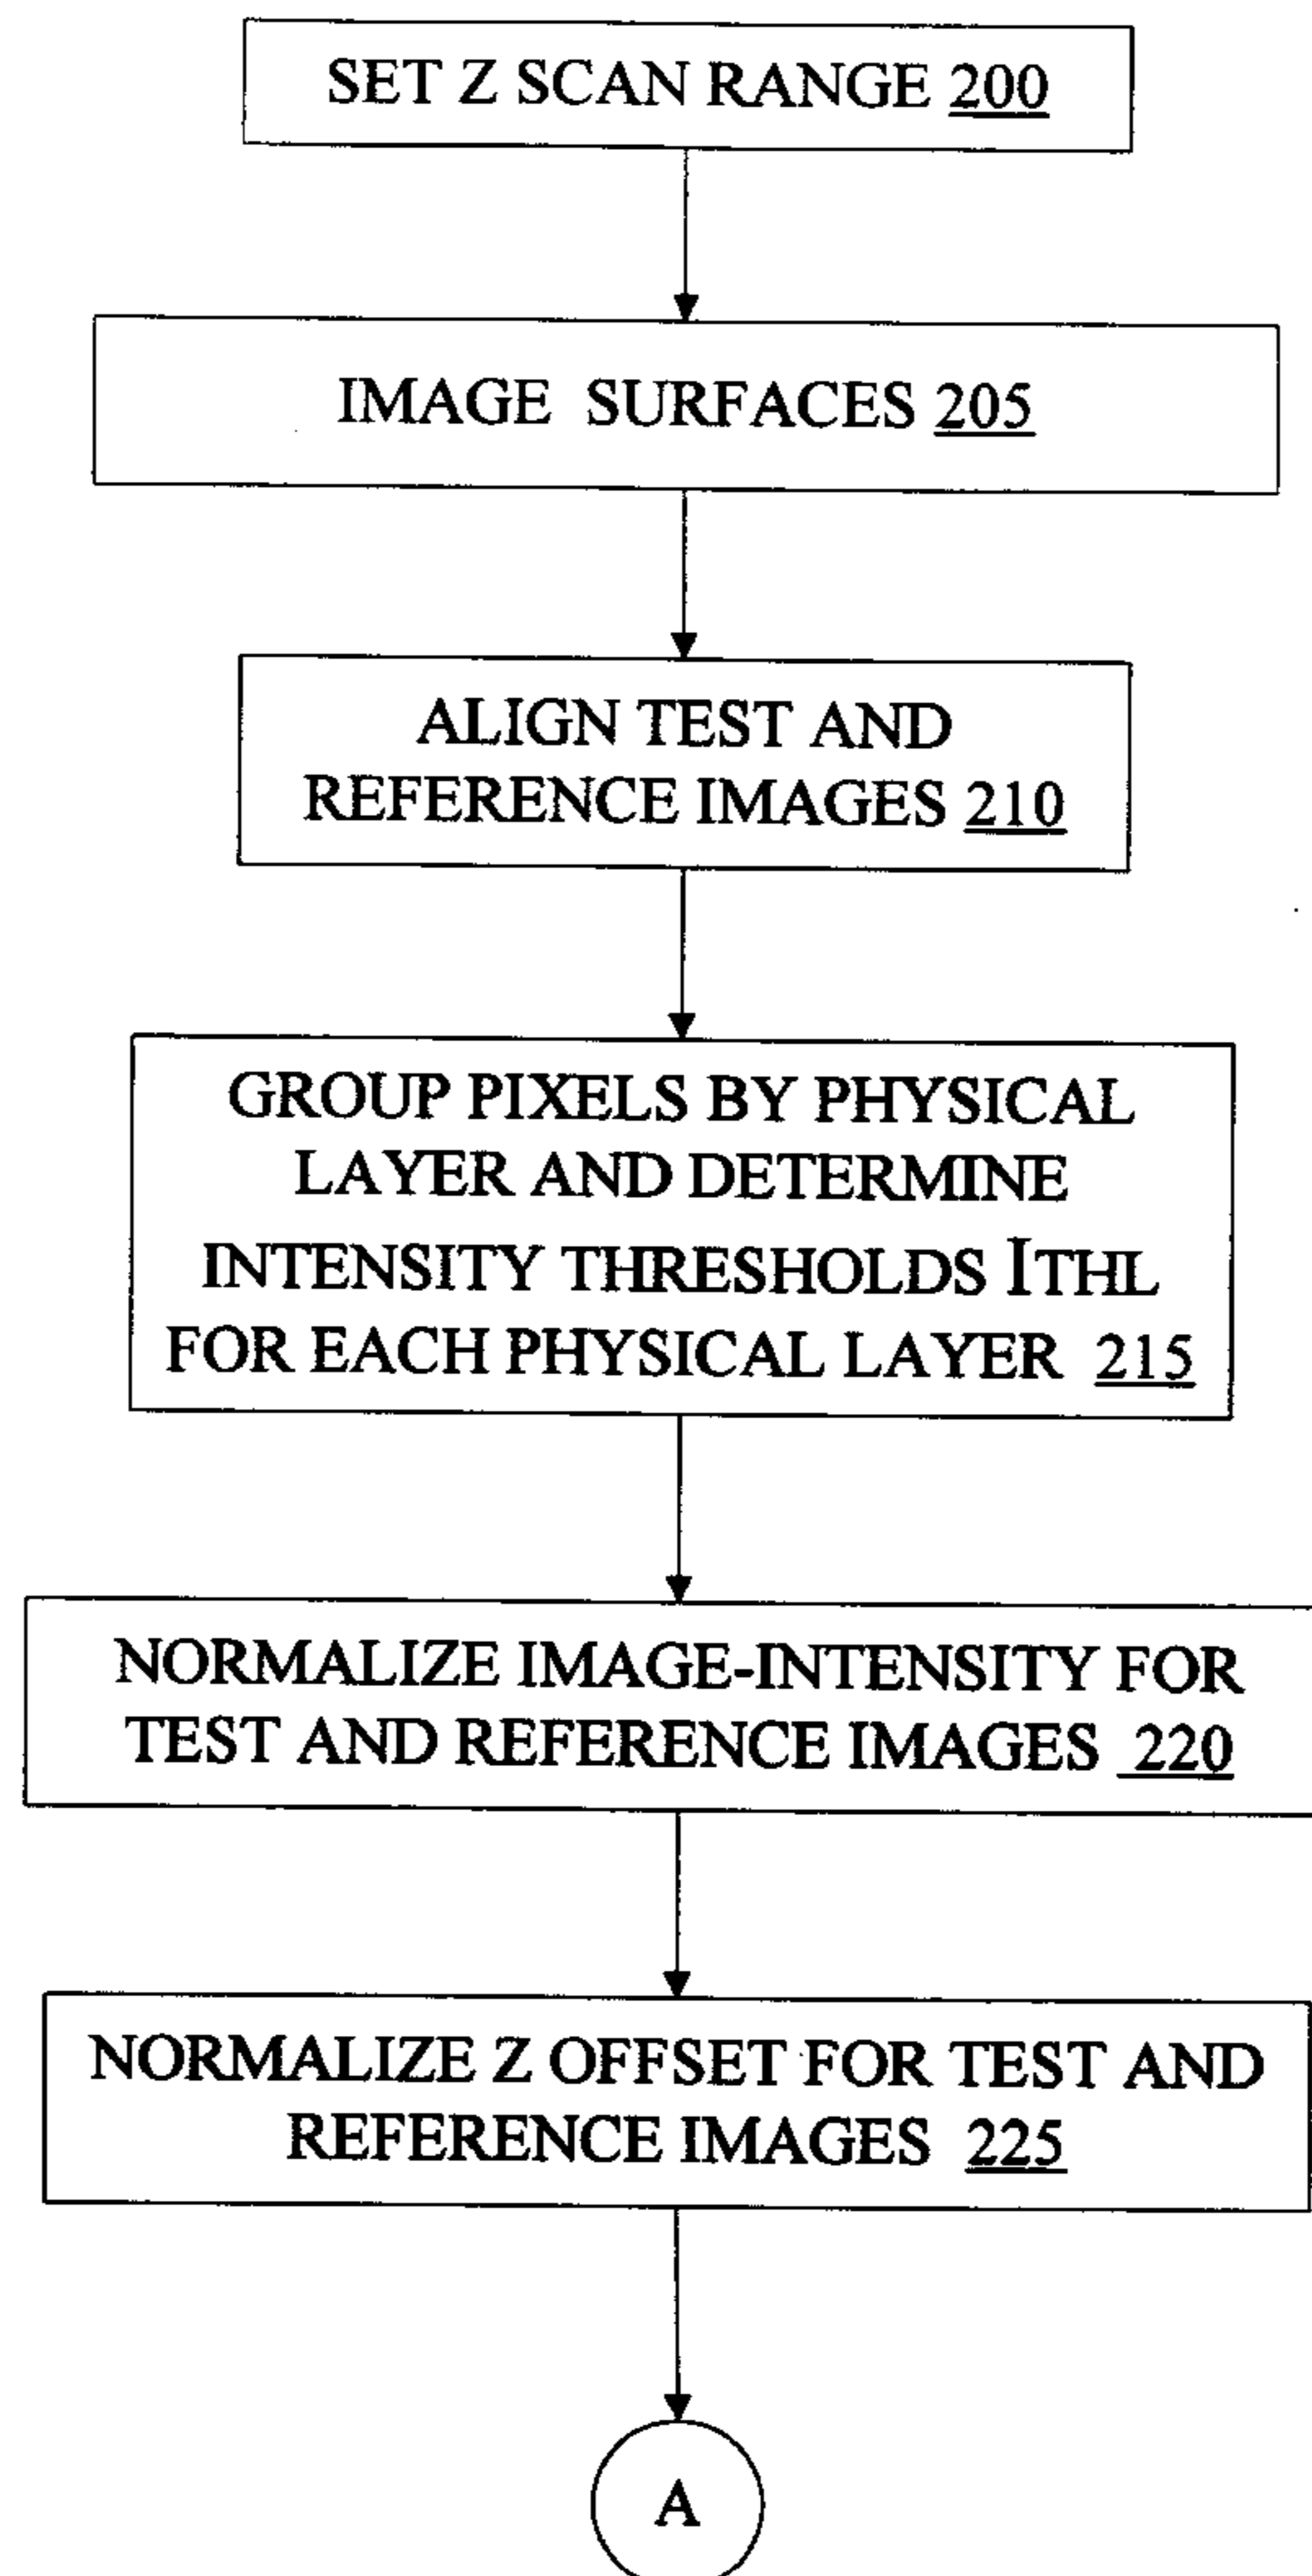 SET Z SCAN RANGE 200
IMAGE SURFACES 205
ALIGN TEST AND
REFERENCE IMAGES 210
GROUP PIXELS BY PHYSICAL
LAYER AND DETERMINE
INTENSITY THRESHOLDS ITHL
FOR EACH PHYSICAL LAYER 215
NORMALIZE IMAGE-INTENSITY FOR
TEST AND REFERENCE IMAGES 220
NORMALIZE Z OFFSET FOR TEST AND
REFERENCE IMAGES 225
A